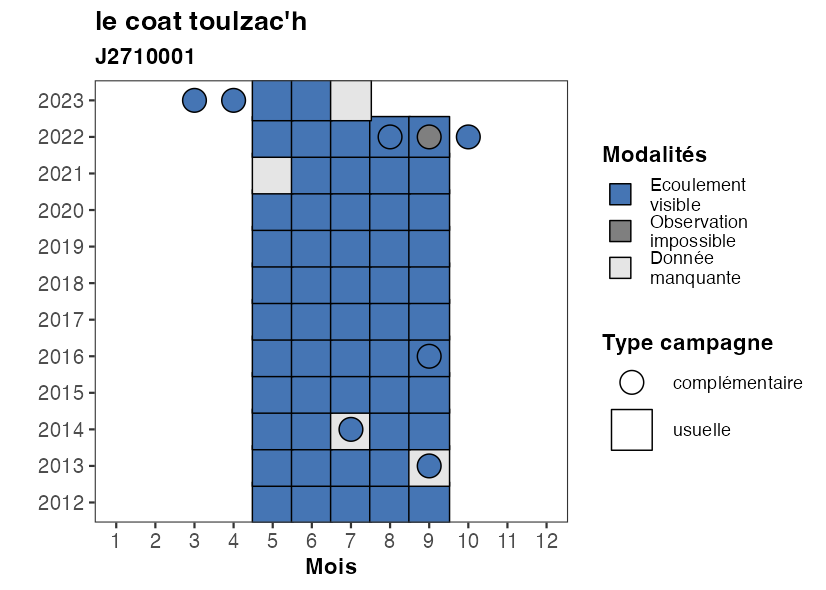 le coat toulzac'h
J2710001
2023
2022
2021
2020
2019
2018
2017
2016
2015
2014
2013
2012
1 2 3 4 5 6 7 8 9 10 11 12
Mois
Modalités
Ecoulement
visible
Observation
impossible
Donnée
manquante
Type campagne
complémentaire
usuelle